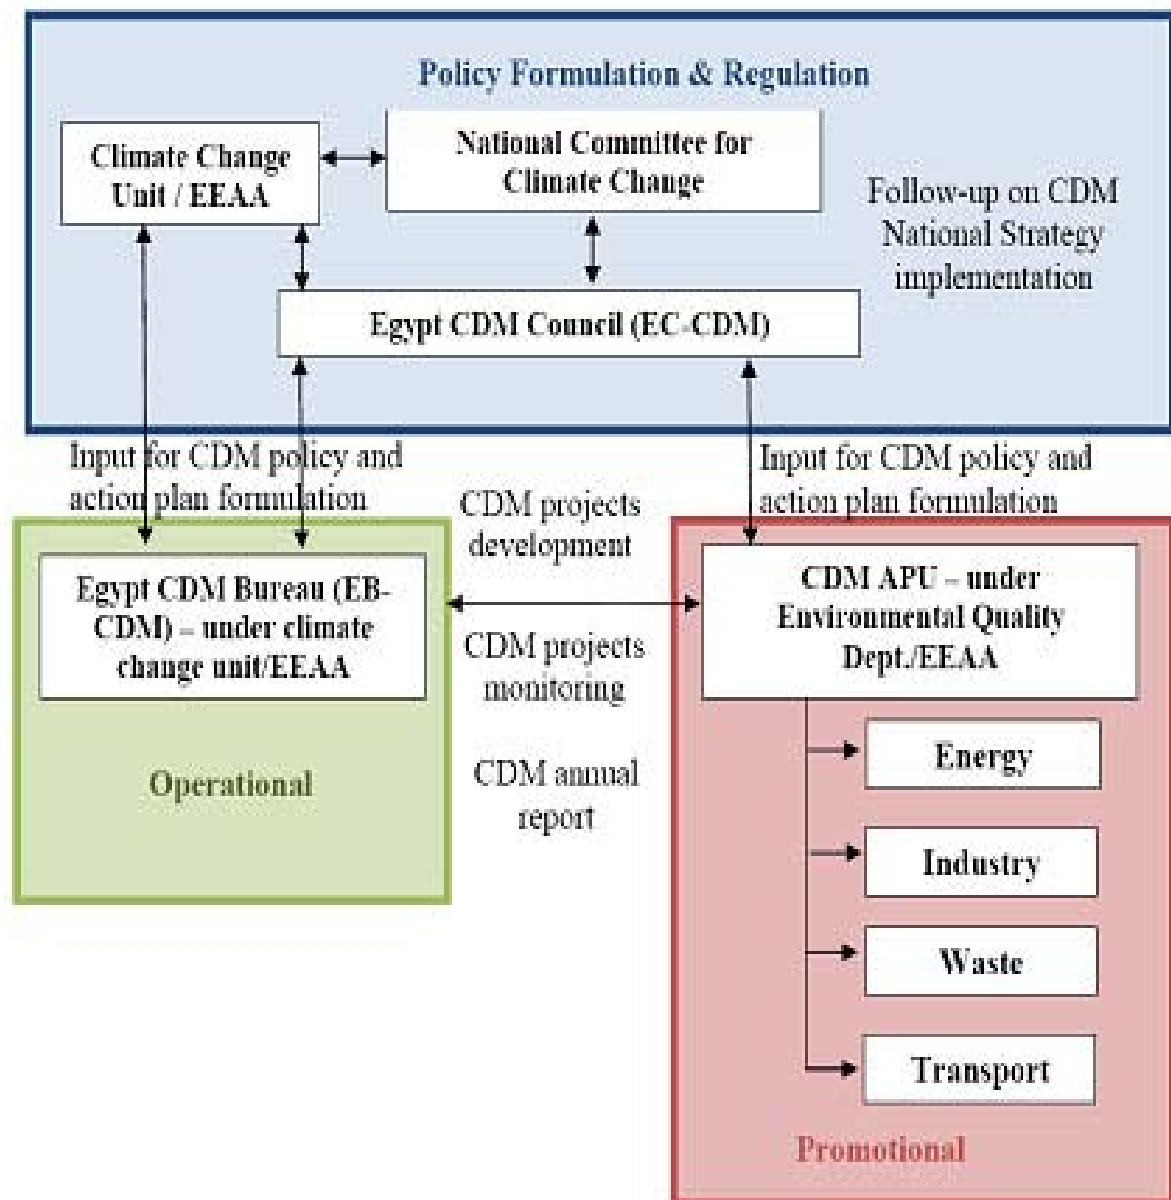 Policy Formulation & Regulation
Climate Change
Unit / EEAA
National Committee for
Climate Change
Follow-up on CDM
National Strategy
implementation
Egypt CDM Council (EC-CDM)
Input for CDM policy and
action plan formulation
Input for CDM policy and
action plan formulation
CDM projects
development
Egypt CDM Bureau (EB-
CDM) – under climate
change unit/EEAA
CDM projects
monitoring
CDM APU – under
Environmental Quality
Dept./EEAA
Operational
CDM annual
report
Energy
Industry
Waste
Transport
Promotional